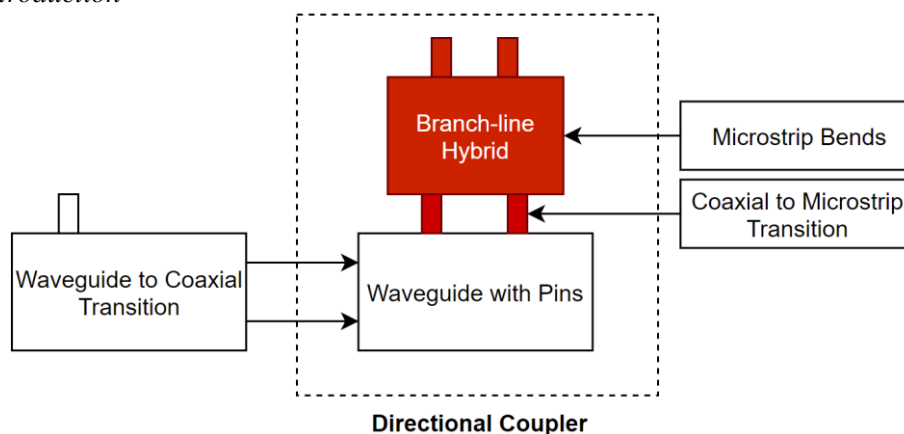 Branch-line
Hybrid
Microstrip Bends
Coaxial to Microstrip
Transition
Waveguide to Coaxial
Transition
Waveguide with Pins
Directional Coupler